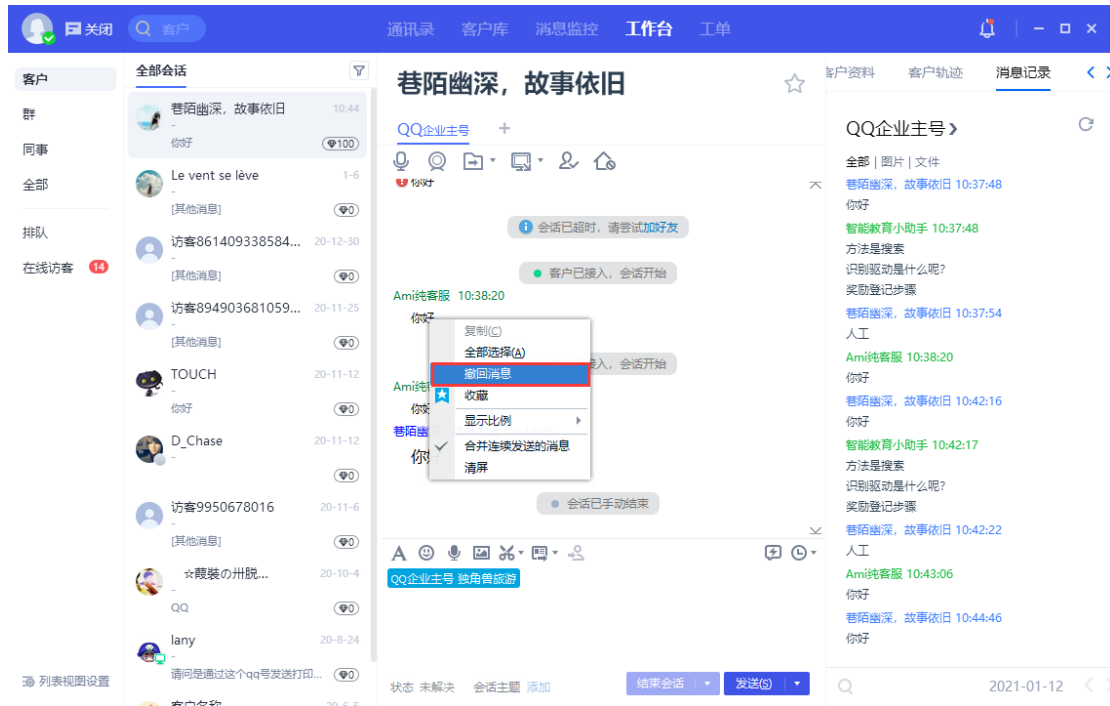 关闭
客户
通讯录
客户库
消息监控
工作台
工单
客户
群
同事
全部
排队
在线访客
14
列表视图设置
全部会话
巷陌幽深，故事依旧
10:44
-
你好
100
Le vent se lève
1-6
-
[其他消息]
0
访客861409338584...
20-12-30
-
[其他消息]
0
访客894903681059...
20-11-25
-
[其他消息]
0
TOUCH
20-11-12
-
你好
0
D_Chase
20-11-12
-
0
访客9950678016
20-11-6
-
[其他消息]
0
☆葭裝の卅脱...
20-10-4
QQ
0
lany
20-8-24
-
请问是通过这个qq号发送打印...
0
客户名称
20-6-5
巷陌幽深，故事依旧
QQ企业主号
+
你好
会话已超时，请尝试加好友
客户已接入，会话开始
Ami纯客服 10:38:20
你好
接入，会话开始
复制(C)
全部选择(A)
撤回消息
收藏
显示比例
合并连续发送的消息
清屏
会话已手动结束
QQ企业主号 独角兽旅游
状态 未解决
会话主题 添加
结束会话
发送(S)
客户资料
客户轨迹
消息记录
QQ企业主号
全部 | 图片 | 文件
巷陌幽深，故事依旧 10:37:48
你好
智能教育小助手 10:37:48
方法是搜索
识别驱动是什么呢?
奖励登记步骤
巷陌幽深，故事依旧 10:37:54
人工
Ami纯客服 10:38:20
你好
巷陌幽深，故事依旧 10:42:16
你好
智能教育小助手 10:42:17
方法是搜索
识别驱动是什么呢?
奖励登记步骤
巷陌幽深，故事依旧 10:42:22
人工
Ami纯客服 10:43:06
你好
巷陌幽深，故事依旧 10:44:46
你好
2021-01-12